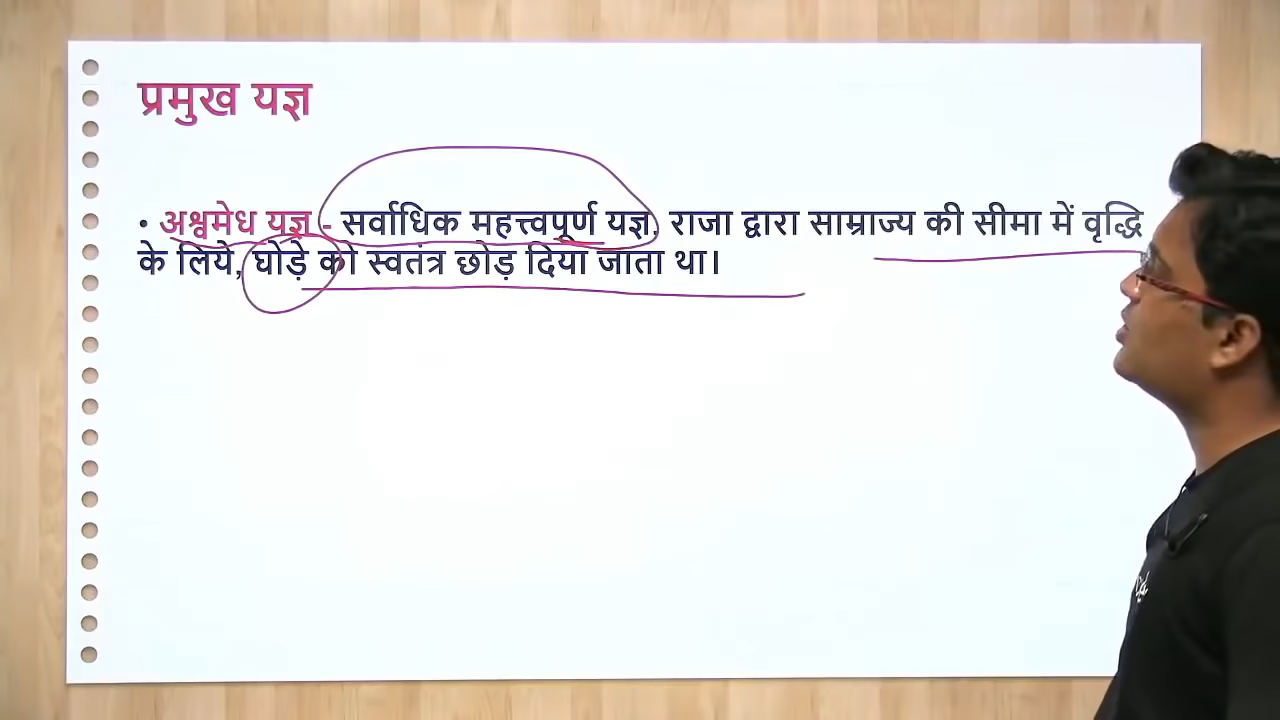 प्रमुख यज्ञ
• अश्वमेध यज्ञ - सर्वाधिक महत्त्वपूर्ण यज्ञ, राजा द्वारा साम्राज्य की सीमा में वृद्धि
के लिये, घोड़े को स्वतंत्र छोड़ दिया जाता था।